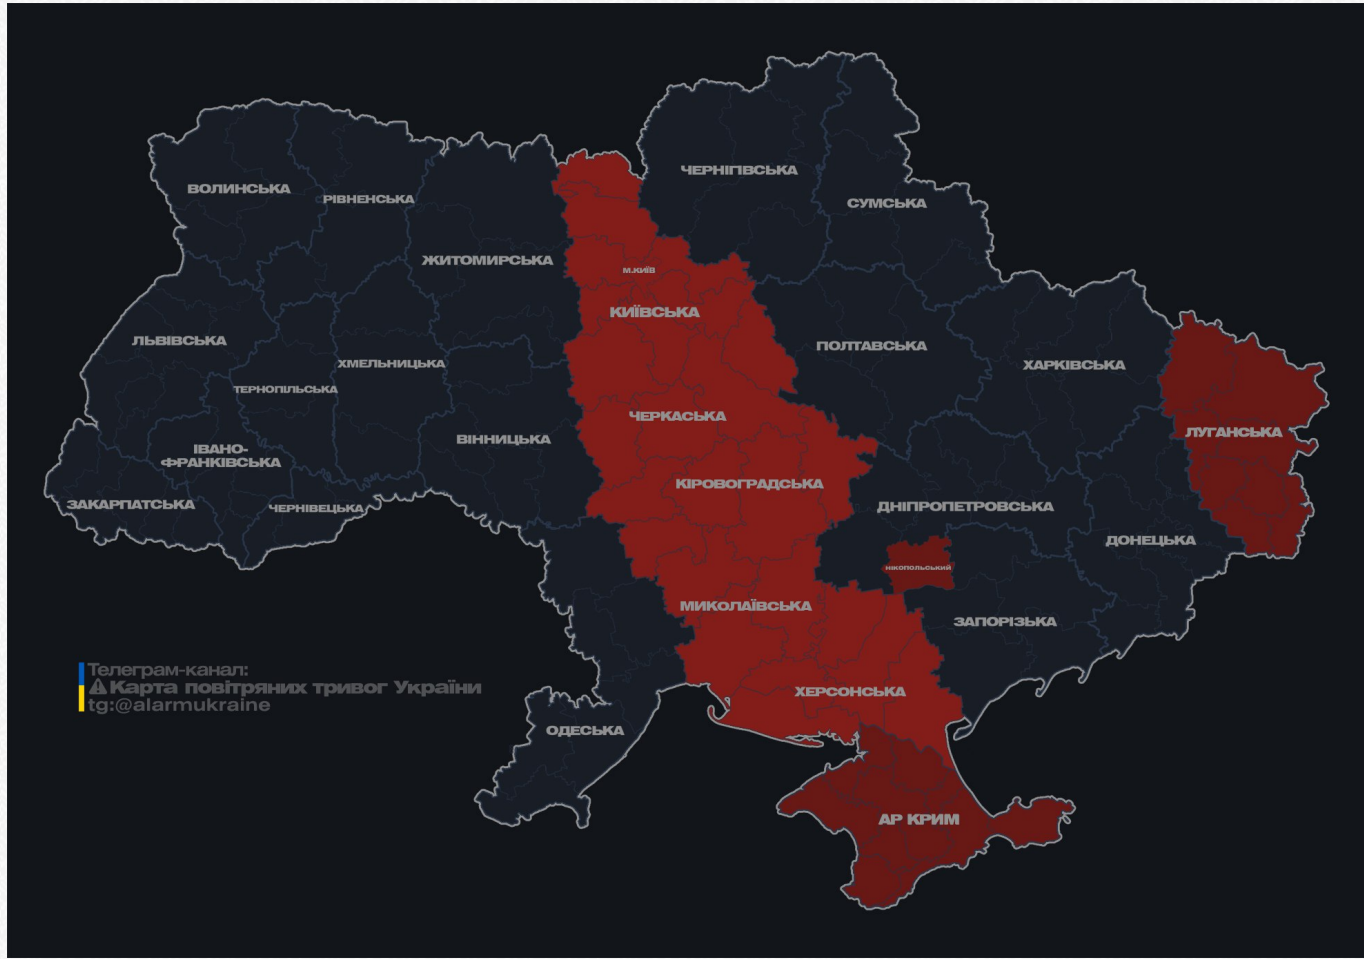 ЧЕРНІГІВСЬКА
ВОЛИНСЬКА
РІВНЕНСЬКА
СУМСЬКА
ЖИТОМИРСЬКА
М.КИЇВ
КИЇВСЬКА
ЛЬВІВСЬКА
ПОЛТАВСЬКА
ХМЕЛЬНИЦЬКА
ХАРКІВСЬКА
ТЕРНОПІЛЬСЬКА
ЧЕРКАСЬКА
ЛУГАНСЬКА
ВІННИЦЬКА
ІВАНО-
ФРАНКІВСЬКА
КІРОВОГРАДСЬКА
ЗАКАРПАТСЬКА
ЧЕРНІВЕЦЬКА
ДНІПРОПЕТРОВСЬКА
ДОНЕЦЬКА
НІКОПОЛЬСЬКИЙ
МИКОЛАЇВСЬКА
ЗАПОРІЗЬКА
Телеграм-канал:
Карта повітряних тривог України
tg:@alarmukraine
ХЕРСОНСЬКА
ОДЕСЬКА
АР КРИМ